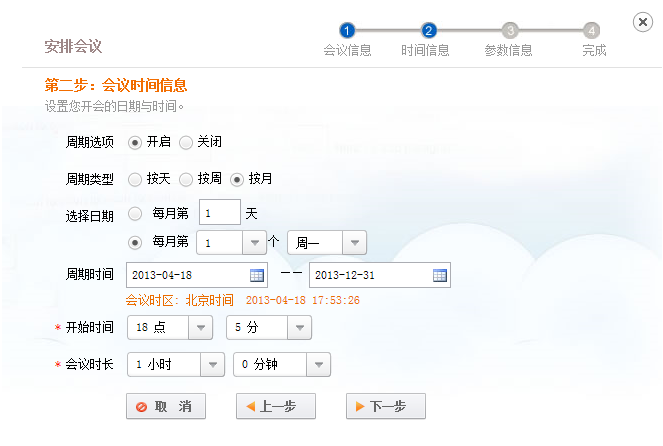 安排会议
1 2 3 4
会议信息 时间信息 参数信息 完成
第二步：会议时间信息
设置您开会的日期与时间。
周期选项 开启 关闭
周期类型 按天 按周 按月
选择日期 每月第 1 天
每月第 1 个 周一
周期时间 2013-04-18 —— 2013-12-31
会议时区：北京时间 2013-04-18 17:53:26
* 开始时间 18 点 5 分
* 会议时长 1 小时 0 分钟
取 消 上一步 下一步